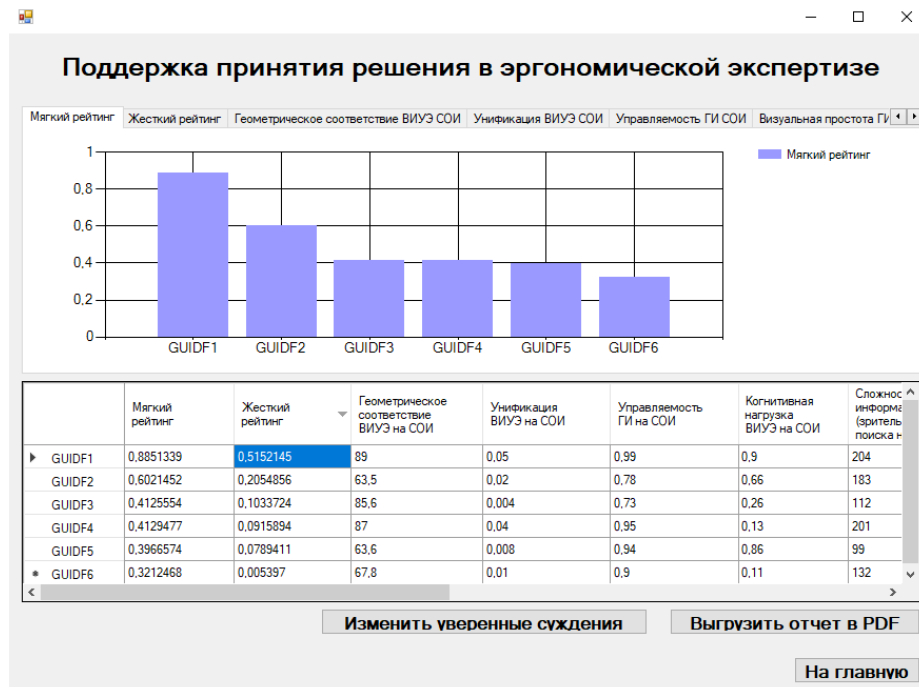 Поддержка принятия решения в эргономической экспертизе
Мягкий рейтинг Жесткий рейтинг Геометрическое соответствие ВИУЭ СОИ Унификация ВИУЭ СОИ Управляемость ГИ СОИ Визуальная простота ГИ
1
0,8
0,6
0,4
0,2
0
GUIDF1 GUIDF2 GUIDF3 GUIDF4 GUIDF5 GUIDF6
Мягкий рейтинг
Мягкий рейтинг
Жесткий рейтинг
Геометрическое соответствие ВИУЭ на СОИ
Унификация ВИУЭ на СОИ
Управляемость ГИ на СОИ
Когнитивная нагрузка ВИУЭ на СОИ
Сложнос
информа
(зритель
поиска н
GUIDF1 0,8851339 0,5152145 89 0,05 0,99 0,9 204
GUIDF2 0,6021452 0,2054856 63,5 0,02 0,78 0,66 183
GUIDF3 0,4125554 0,1033724 85,6 0,004 0,73 0,26 112
GUIDF4 0,4129477 0,0915894 87 0,04 0,95 0,13 201
GUIDF5 0,3966574 0,0789411 63,6 0,008 0,94 0,86 99
GUIDF6 0,3212468 0,005397 67,8 0,01 0,9 0,11 132
Изменить уверенные суждения Выгрузить отчет в PDF
На главную